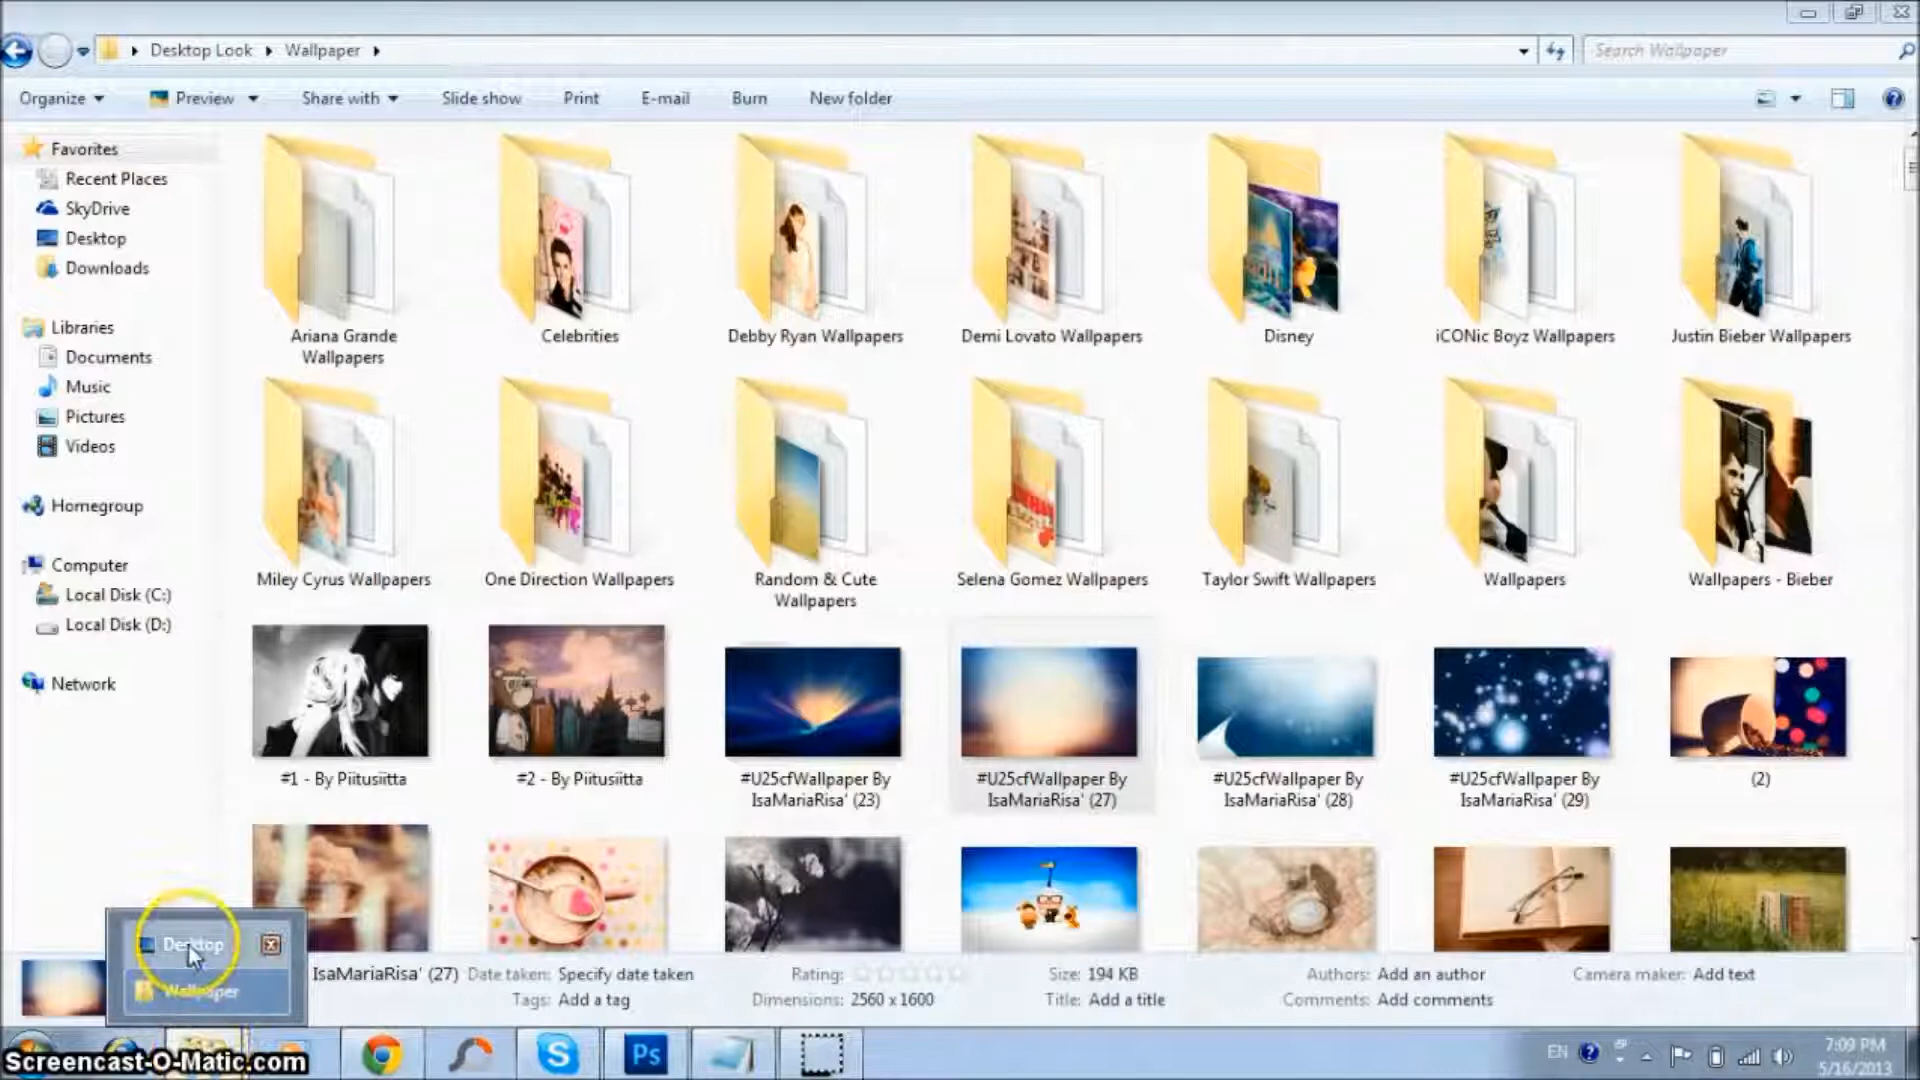 Desktop Look Wallpaper
Search Wallpaper
Organize Preview Share with Slide show Print E-mail Burn New folder
Favorites
Recent Places
SkyDrive
Desktop
Downloads
Libraries
Documents
Music
Pictures
Videos
Homegroup
Computer
Local Disk (C:)
Local Disk (D:)
Network
Ariana Grande
Wallpapers
Celebrities
Debby Ryan Wallpapers
Demi Lovato Wallpapers
Disney
iCONic Boyz Wallpapers
Justin Bieber Wallpapers
Miley Cyrus Wallpapers
One Direction Wallpapers
Random & Cute
Wallpapers
Selena Gomez Wallpapers
Taylor Swift Wallpapers
Wallpapers
Wallpapers - Bieber
#1 - By Piitusiitta
#2 - By Piitusiitta
#U25cfWallpaper By
IsaMariaRisa' (23)
#U25cfWallpaper By
IsaMariaRisa' (27)
#U25cfWallpaper By
IsaMariaRisa' (28)
#U25cfWallpaper By
IsaMariaRisa' (29)
(2)
Desktop
Wallpaper
IsaMariaRisa' (27) Date taken: Specify date taken Rating: Size: 194 KB Authors: Add an author Camera maker: Add text
Tags: Add a tag Dimensions: 2560 x 1600 Title: Add a title Comments: Add comments
Screencast-O-Matic.com
Ps
EN
7:09 PM
5/16/2013